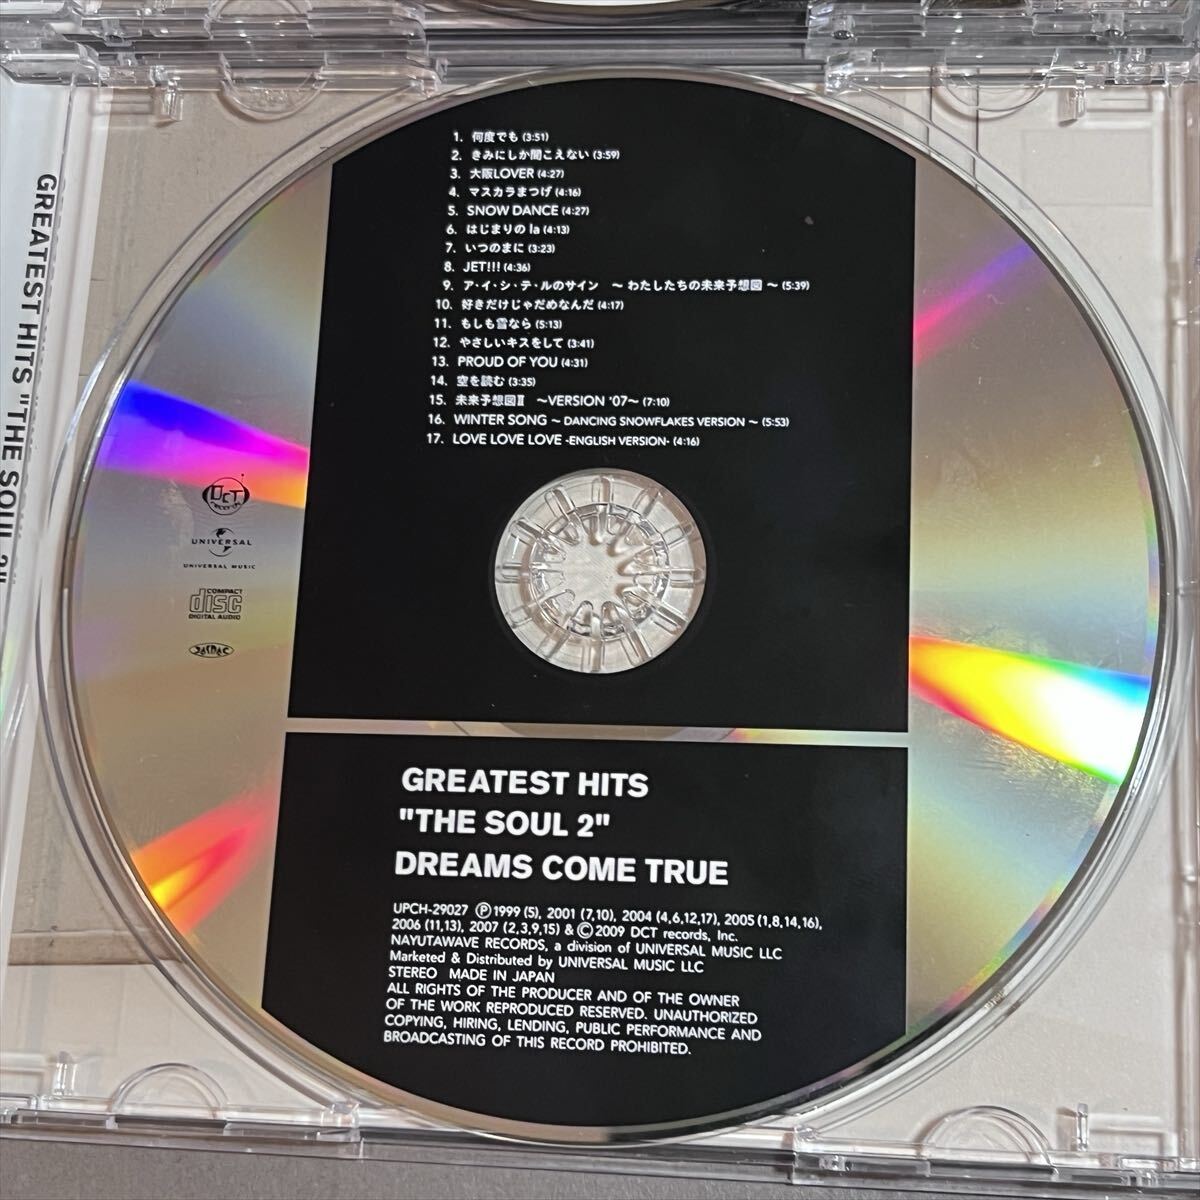 1. 何度でも (3:51)
2. きみにしか聞こえない (3:59)
3. 大阪LOVER (4:27)
4. マスカラまつげ (4:16)
5. SNOW DANCE (4:27)
6. はじまりの la (4:13)
7. いつのまに (3:23)
8. JET!!! (4:36)
9. ア・イ・シ・テ・ルのサイン ～ わたしたちの未来予想図 ～ (5:39)
10. 好きだけじゃだめなんだ (4:17)
11. もしも雪なら (5:13)
12. やさしいキスをして (3:41)
13. PROUD OF YOU (4:31)
14. 空を読む (3:35)
15. 未来予想図Ⅱ ～VERSION '07～ (7:10)
16. WINTER SONG ～ DANCING SNOWFLAKES VERSION ～ (5:53)
17. LOVE LOVE LOVE -ENGLISH VERSION- (4:16)
DCT
UNIVERSAL
UNIVERSAL MUSIC
COMPACT
disc
DIGITAL AUDIO
JASRAC
GREATEST HITS
"THE SOUL 2"
DREAMS COME TRUE
UPCH-29027 Ⓟ1999 (5), 2001 (7,10), 2004 (4,6,12,17), 2005 (1,8,14,16),
2006 (11,13), 2007 (2,3,9,15) & ©2009 DCT records, Inc.
NAYUTAWAVE RECORDS, a division of UNIVERSAL MUSIC LLC
Marketed & Distributed by UNIVERSAL MUSIC LLC
STEREO MADE IN JAPAN
ALL RIGHTS OF THE PRODUCER AND OF THE OWNER
OF THE WORK REPRODUCED RESERVED. UNAUTHORIZED
COPYING, HIRING, LENDING, PUBLIC PERFORMANCE AND
BROADCASTING OF THIS RECORD PROHIBITED.
GREATEST HITS "THE SOUL 2"